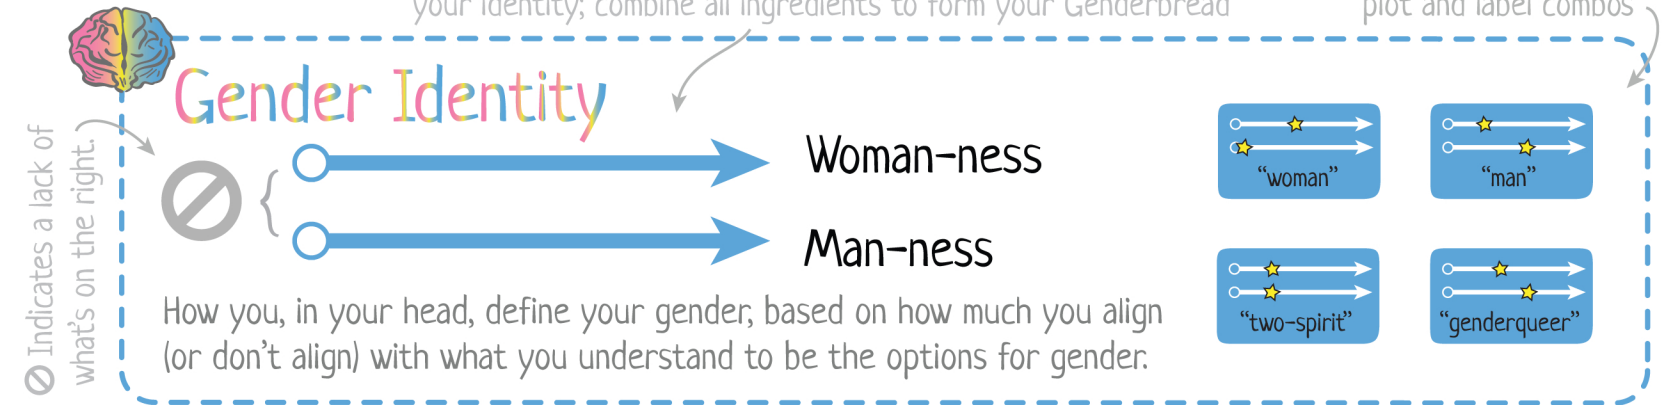 your identity; combine all ingredients to form your Genderbread
plot and label combos
Gender Identity
Woman-ness
Man-ness
How you, in your head, define your gender, based on how much you align
(or don't align) with what you understand to be the options for gender.
Indicates a lack of
what's on the right.
"woman"
"man"
"two-spirit"
"genderqueer"